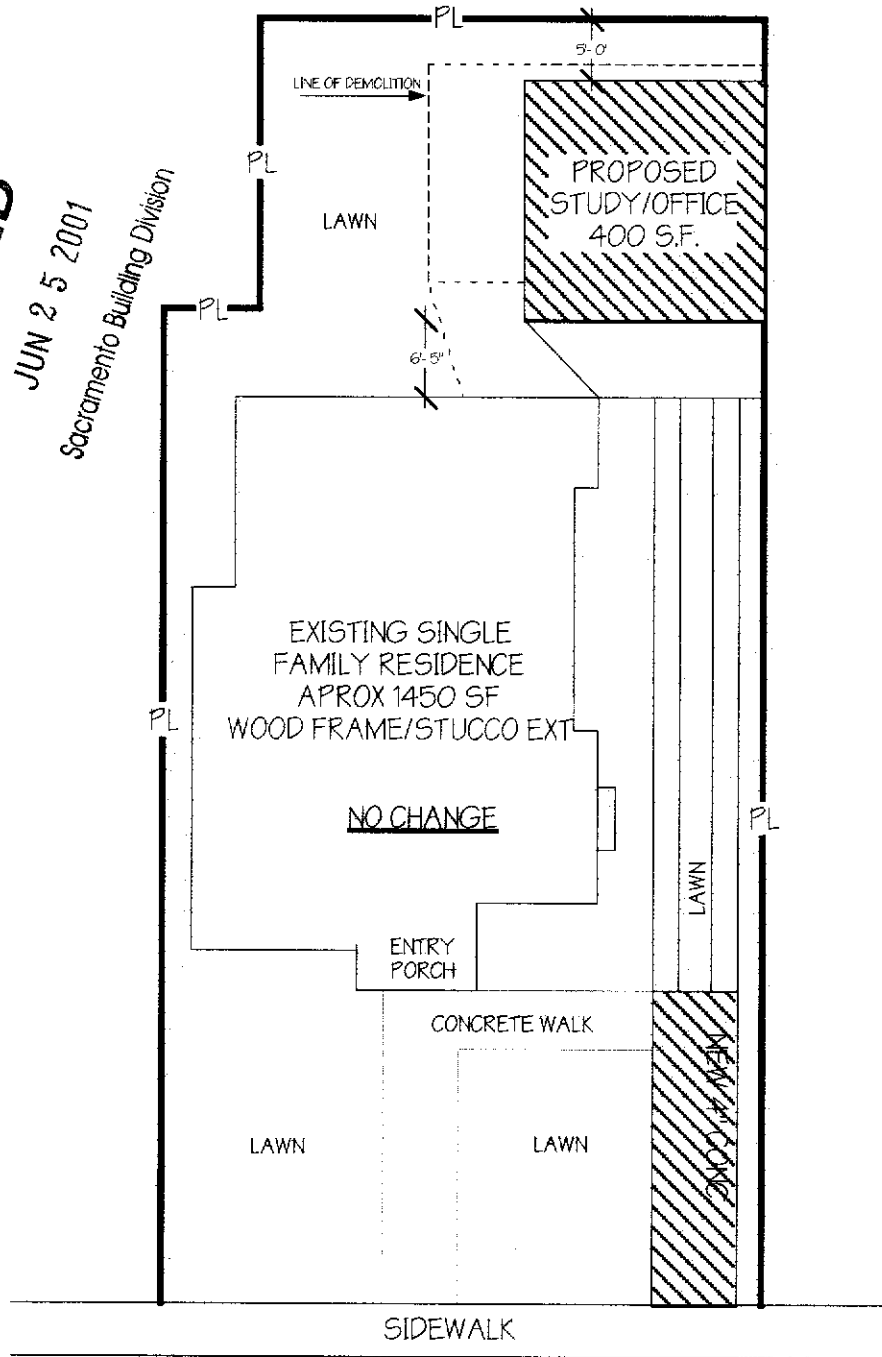 PL
5'-0"
LINE OF DEMOLITION
PL
PROPOSED
STUDY/OFFICE
400 S.F.
JUN 25 2001
Sacramento Building Division
LAWN
PL
6'-5"
EXISTING SINGLE
FAMILY RESIDENCE
APROX 1450 SF
WOOD FRAME/STUCCO EXT
PL
NO CHANGE
PL
LAWN
ENTRY
PORCH
CONCRETE WALK
NEW 4" CONC
LAWN
LAWN
SIDEWALK